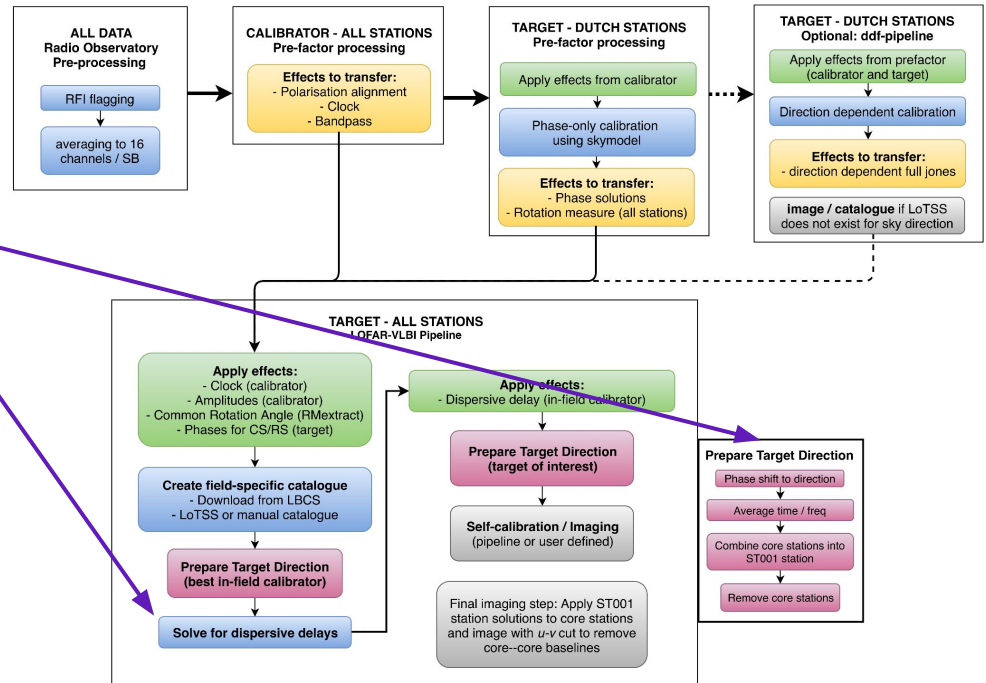 ALL DATA
Radio Observatory
Pre-processing
RFI flagging
averaging to 16
channels / SB
CALIBRATOR - ALL STATIONS
Pre-factor processing
Effects to transfer:
- Polarisation alignment
- Clock
- Bandpass
TARGET - DUTCH STATIONS
Pre-factor processing
Apply effects from calibrator
Phase-only calibration
using skymodel
Effects to transfer:
- Phase solutions
- Rotation measure (all stations)
TARGET - DUTCH STATIONS
Optional: ddf-pipeline
Apply effects from prefactor
(calibrator and target)
Direction dependent calibration
Effects to transfer:
- direction dependent full jones
image / catalogue if LoTSS
does not exist for sky direction
TARGET - ALL STATIONS
LOFAR-VLBI Pipeline
Apply effects:
- Clock (calibrator)
- Amplitudes (calibrator)
- Common Rotation Angle (RMextract)
- Phases for CS/RS (target)
Create field-specific catalogue
- Download from LBCS
- LoTSS or manual catalogue
Prepare Target Direction
(best in-field calibrator)
Solve for dispersive delays
Apply effects:
- Dispersive delay (in-field calibrator)
Prepare Target Direction
(target of interest)
Self-calibration / Imaging
(pipeline or user defined)
Final imaging step: Apply ST001
station solutions to core stations
and image with u-v cut to remove
core--core baselines
Prepare Target Direction
Phase shift to direction
Average time / freq
Combine core stations into
ST001 station
Remove core stations